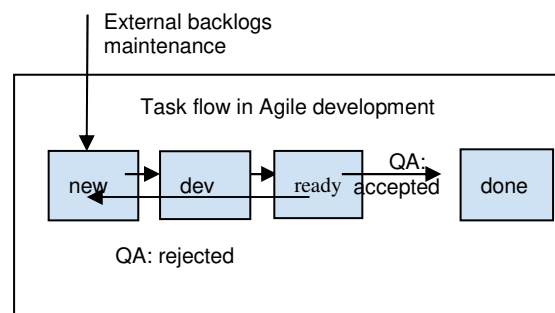 External backlogs
maintenance
Task flow in Agile development
new
dev
ready
QA:
accepted
done
QA: rejected